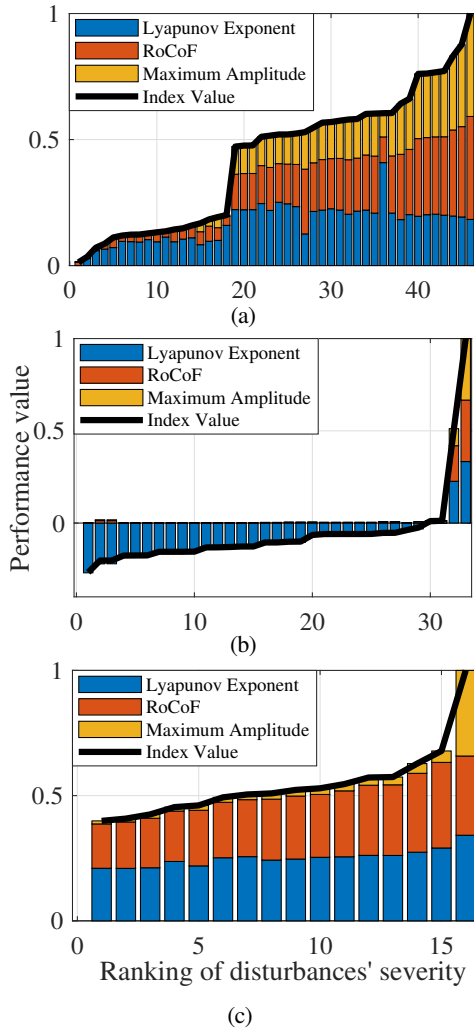 1
Lyapunov Exponent
RoCoF
Maximum Amplitude
Index Value
0.5
0
0 10 20 30 40
(a)
1
Lyapunov Exponent
RoCoF
Maximum Amplitude
Index Value
0.5
0
Performance value
0 10 20 30
(b)
1
Lyapunov Exponent
RoCoF
Maximum Amplitude
Index Value
0.5
0
0 5 10 15
Ranking of disturbances' severity
(c)